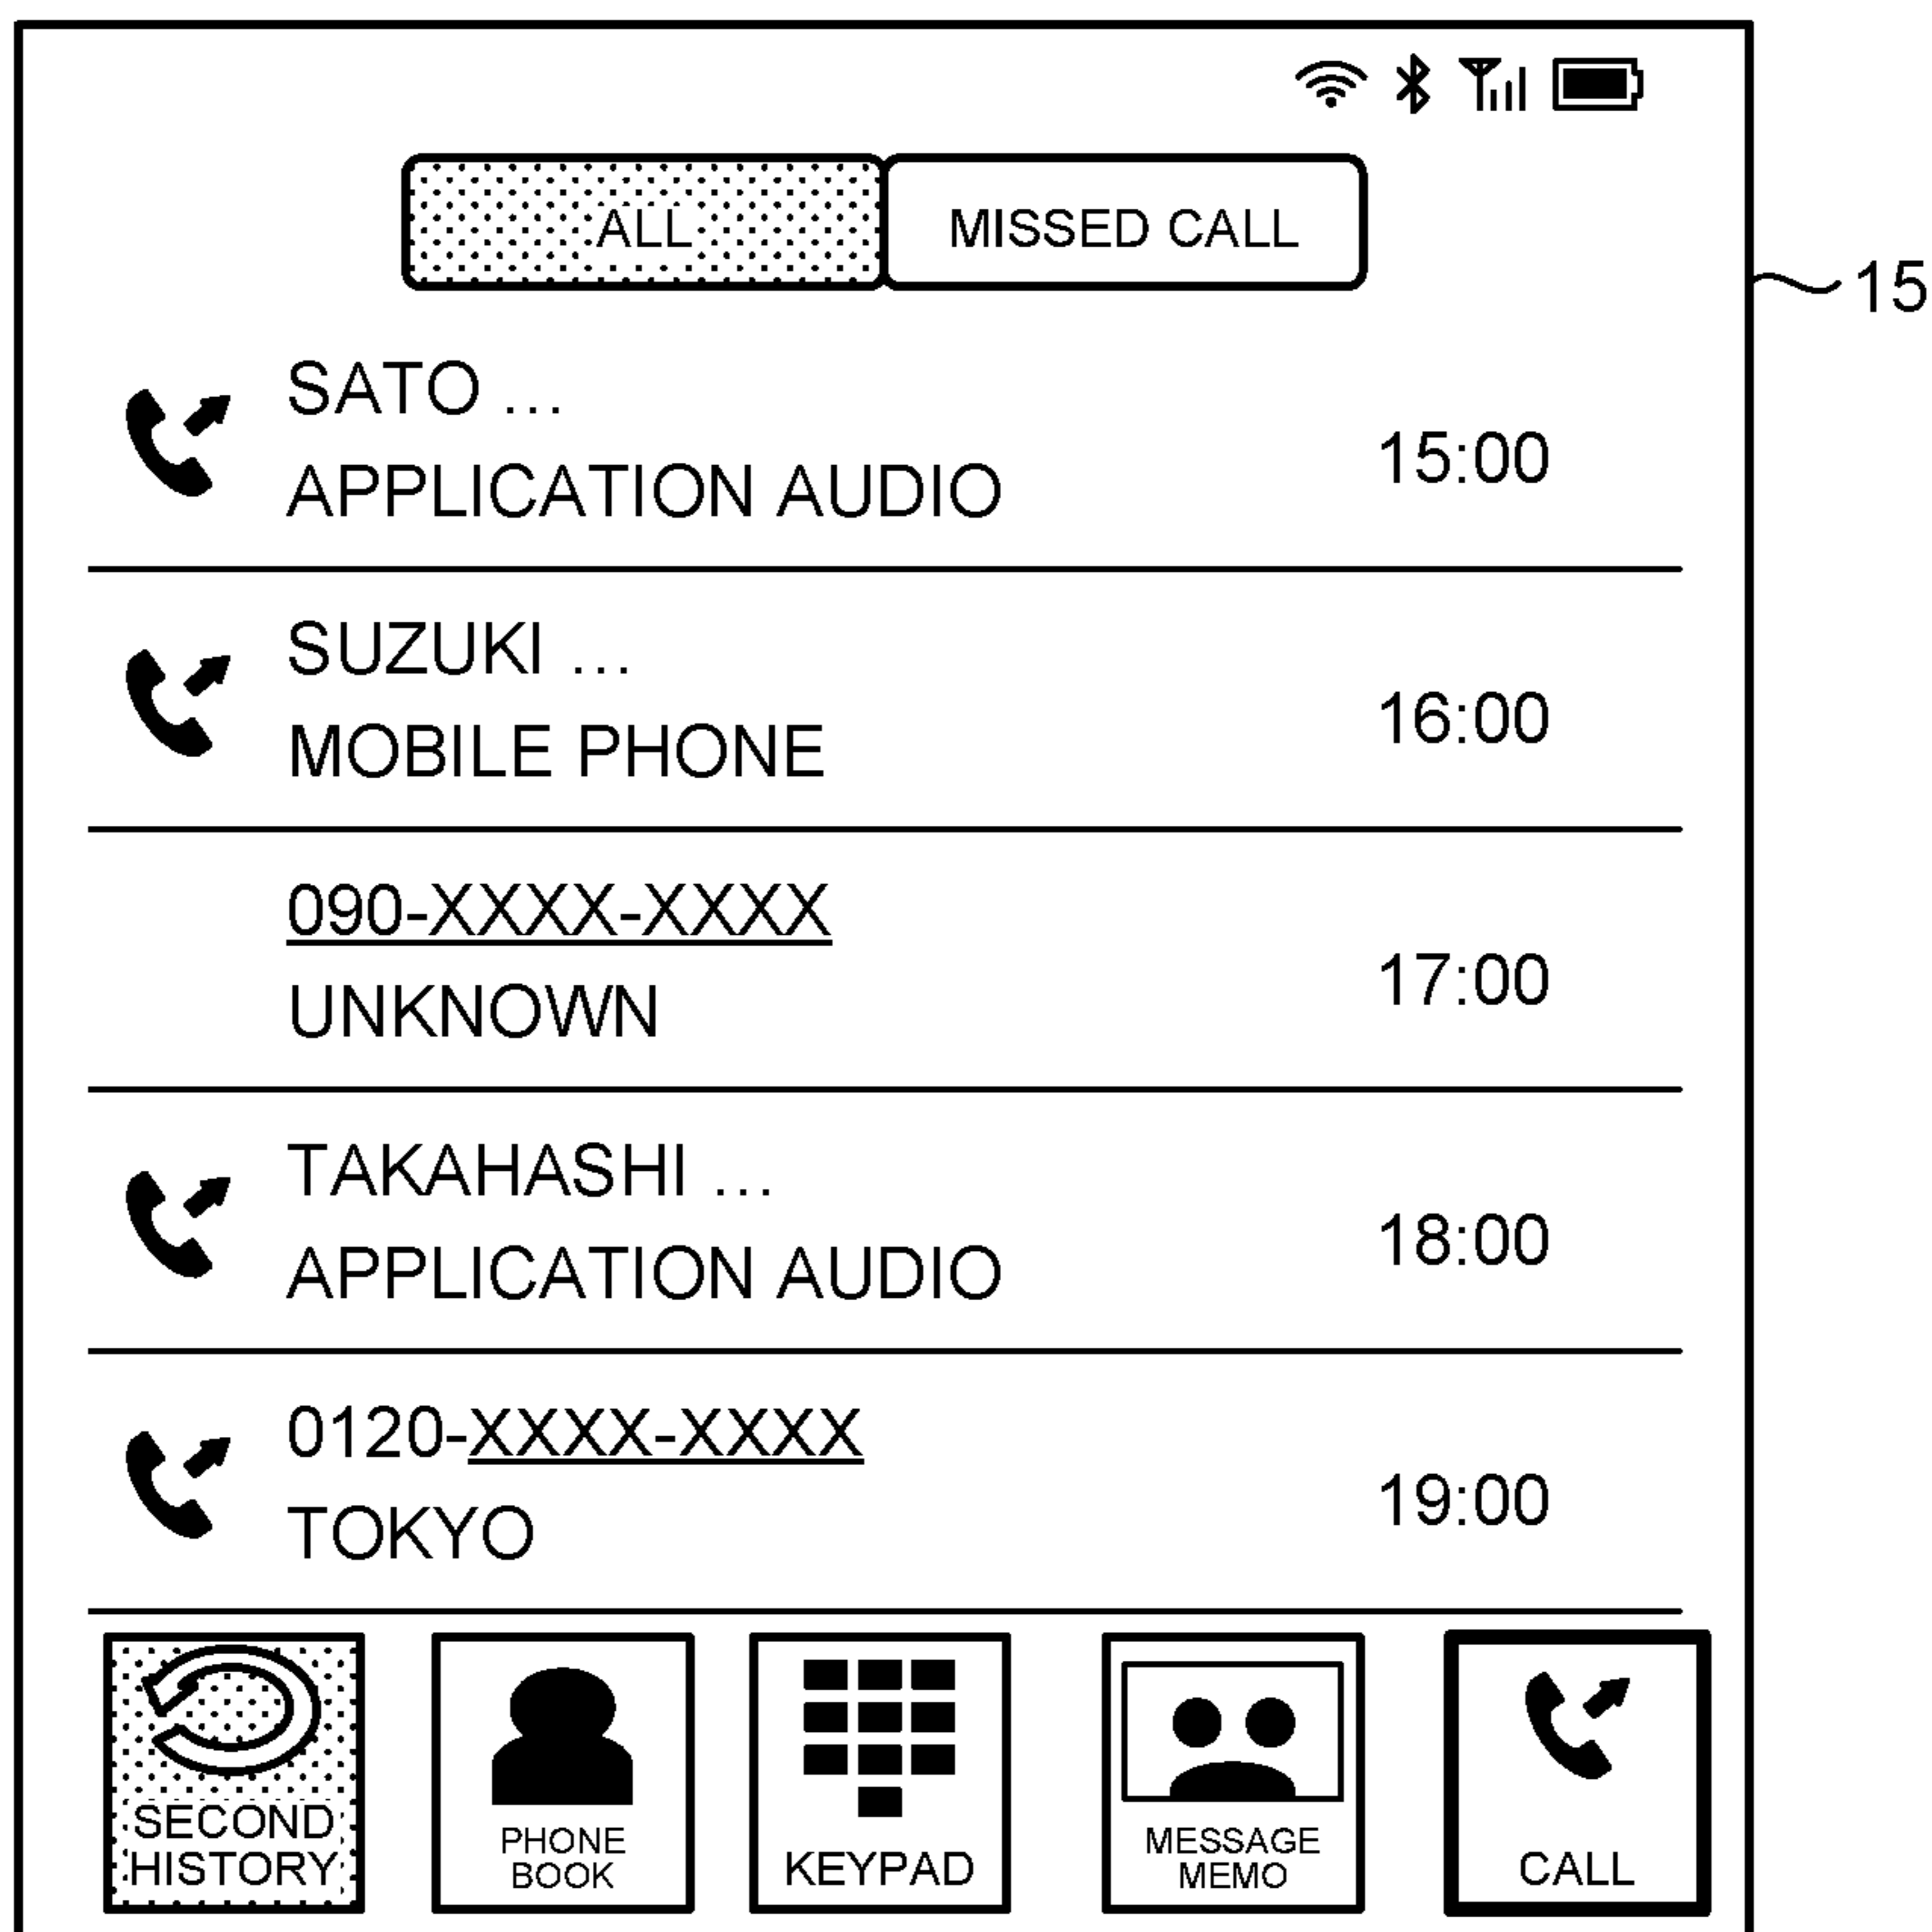 ALL MISSED CALL
15
SATO ...
APPLICATION AUDIO
15:00
SUZUKI ...
MOBILE PHONE
16:00
090-XXXX-XXXX
UNKNOWN
17:00
TAKAHASHI ...
APPLICATION AUDIO
18:00
0120-XXXX-XXXX
TOKYO
19:00
SECOND
HISTORY
PHONE
BOOK
KEYPAD
MESSAGE
MEMO
CALL